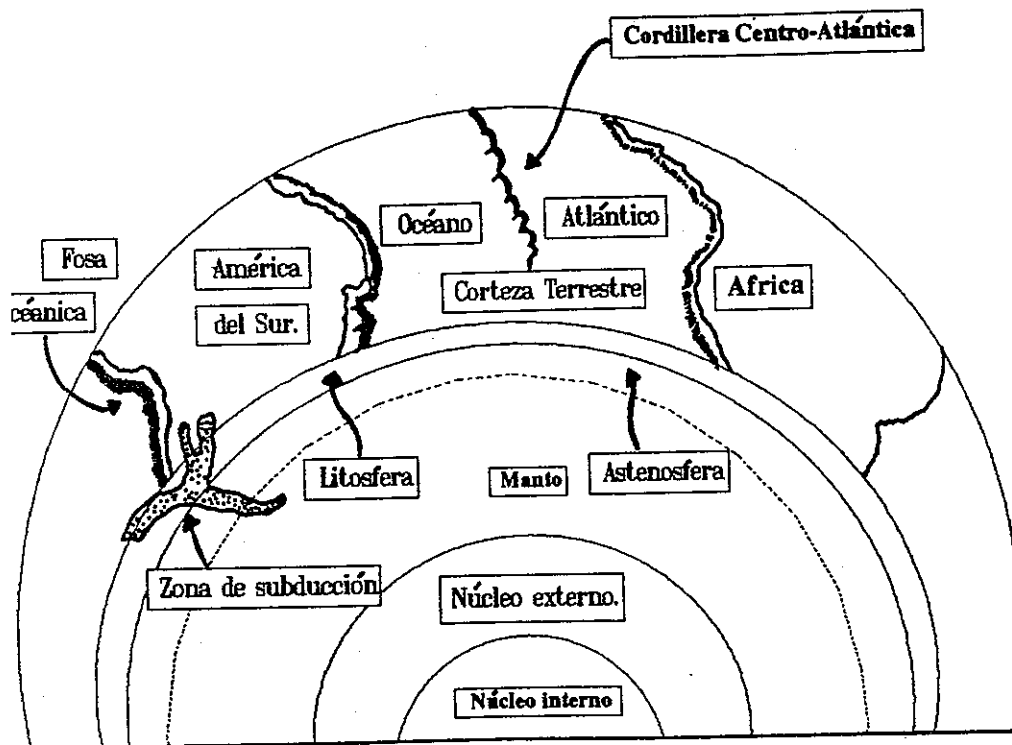 Cordillera Centro-Atlántica
Océano
Atlántico
Fosa
céanica
América
del Sur.
Corteza Terrestre
Africa
Litosfera
Manto
Astenosfera
Zona de subducción
Núcleo externo.
Núcleo interno